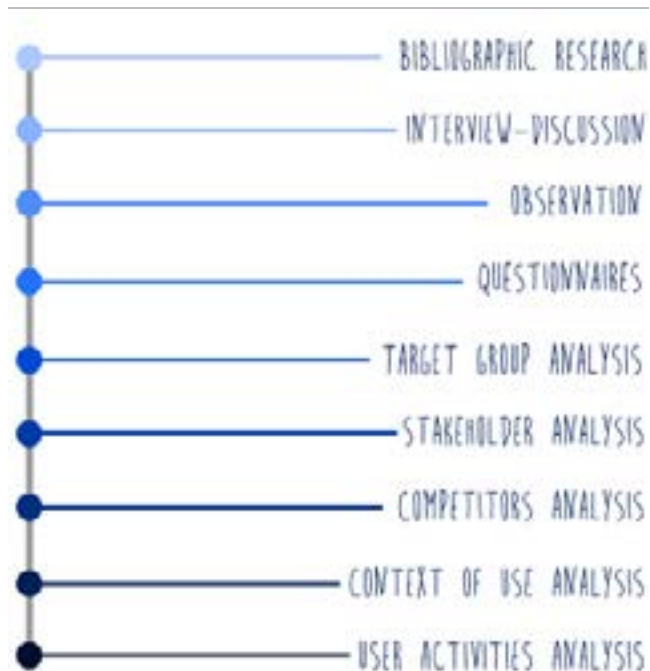 BIBLIOGRAPHIC RESEARCH
INTERVIEW-DISCUSSION
OBSERVATION
QUESTIONNAIRES
TARGET GROUP ANALYSIS
STAKEHOLDER ANALYSIS
COMPETITORS ANALYSIS
CONTEXT OF USE ANALYSIS
USER ACTIVITIES ANALYSIS